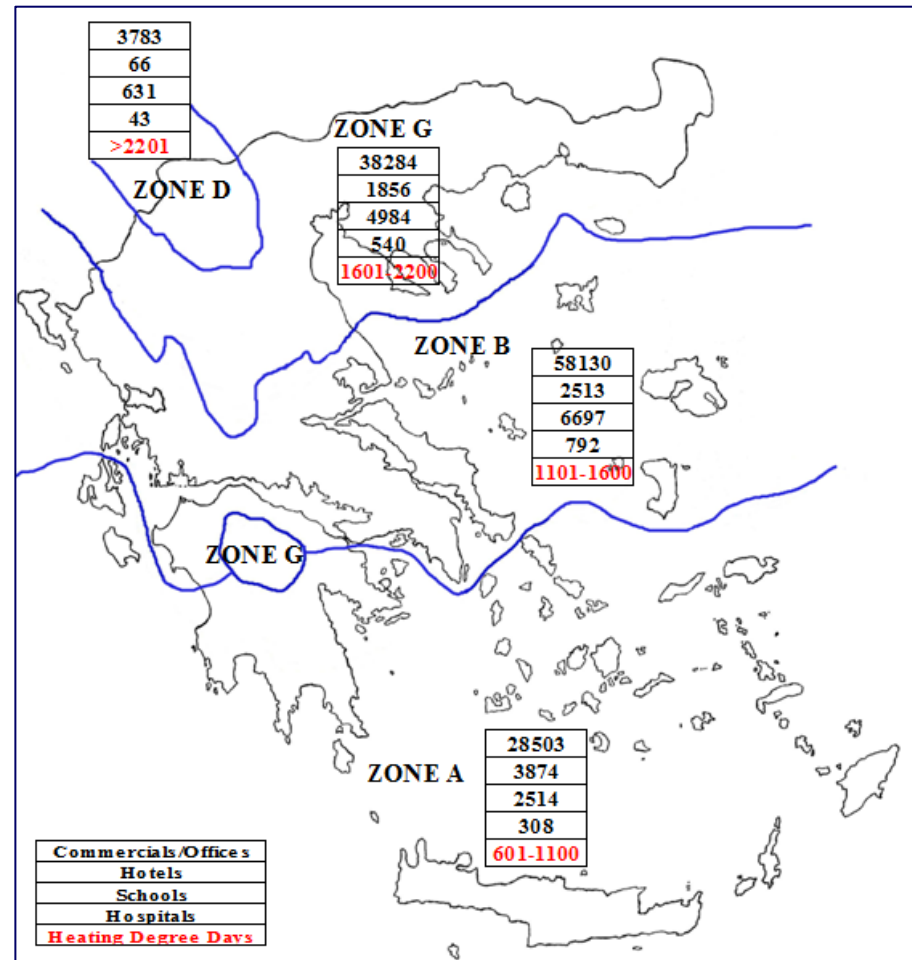 3783
66
631
43
>2201
ZONE G
38284
1856
4984
540
1601-2200
ZONE D
ZONE B
58130
2513
6697
792
1101-1600
ZONE G
28503
3874
2514
308
601-1100
ZONE A
Commercials/Offices
Hotels
Schools
Hospitals
Heating Degree Days